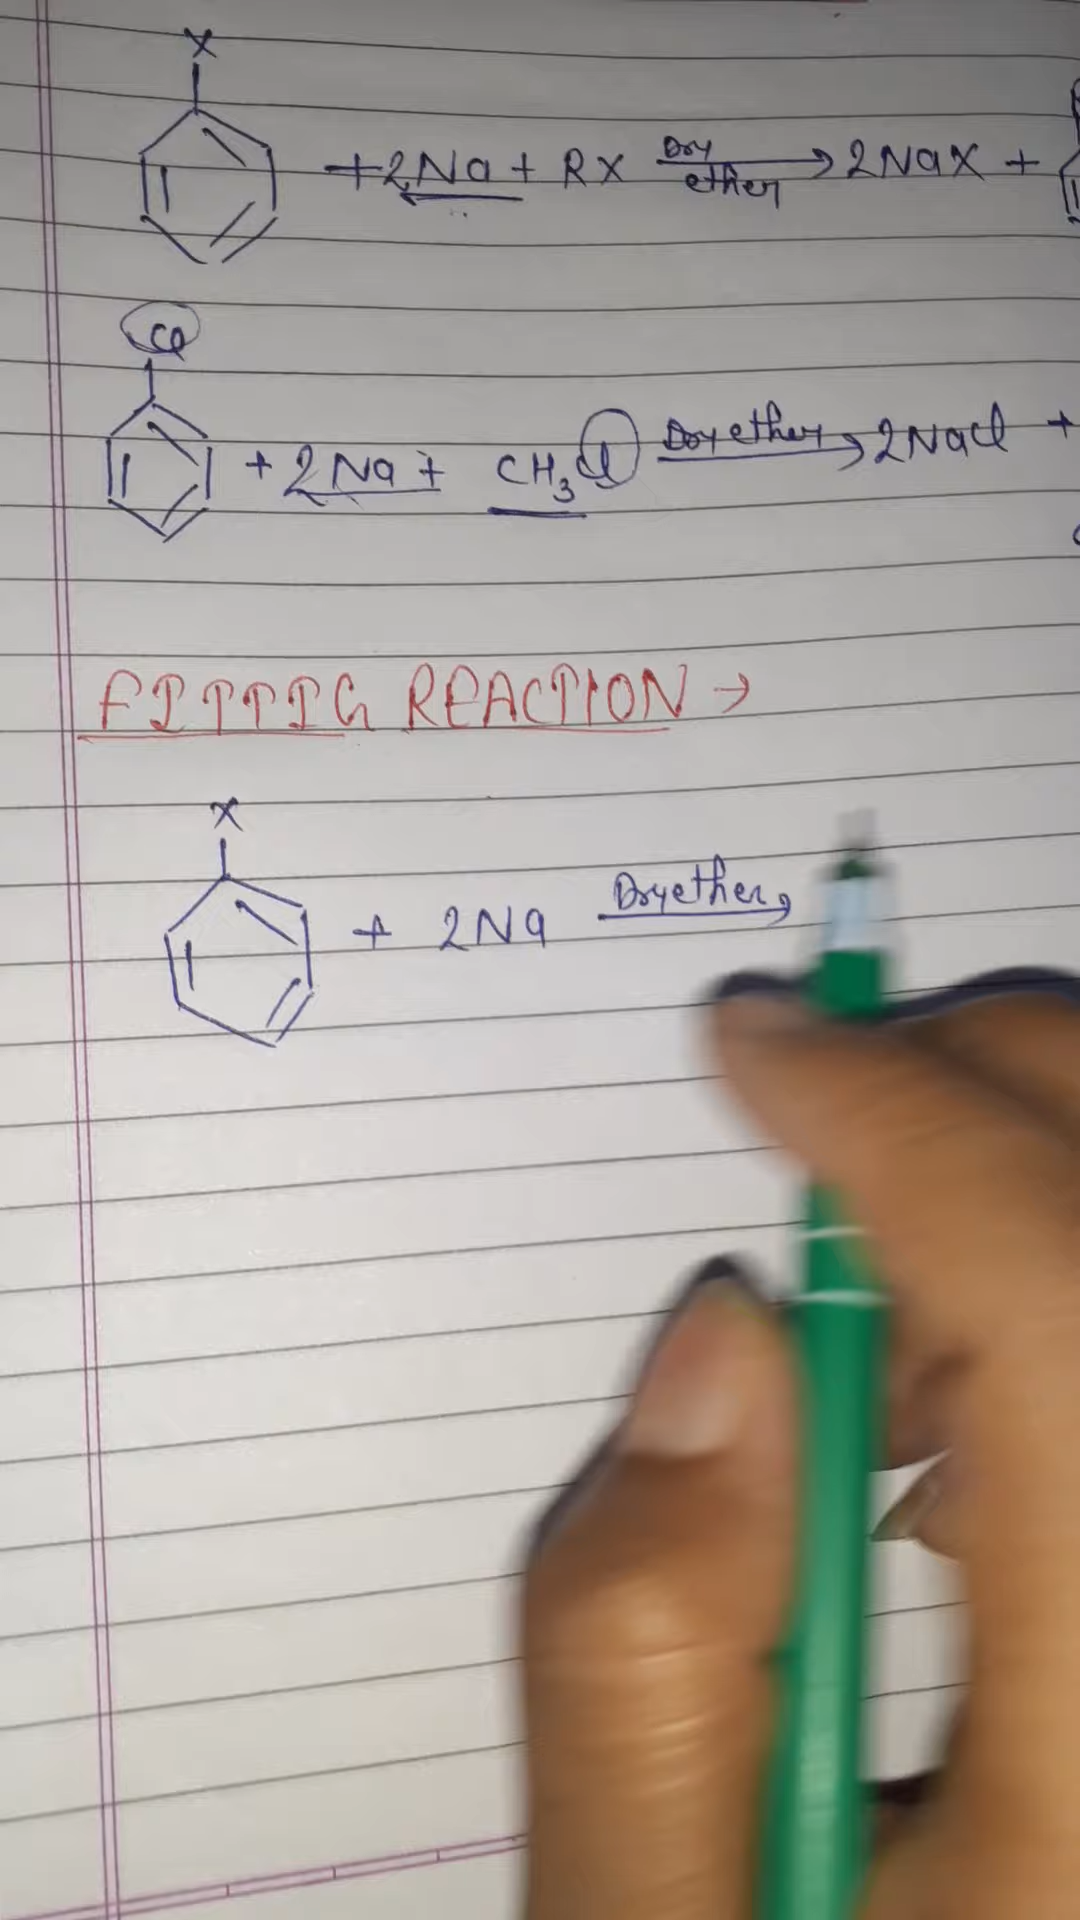 X
+2Na + RX Dry ether → 2NaX +
Cl
+ 2Na + CH3Cl Dry ether → 2NaCl +
FITTIG REACTION →
X
+ 2Na Dry ether →